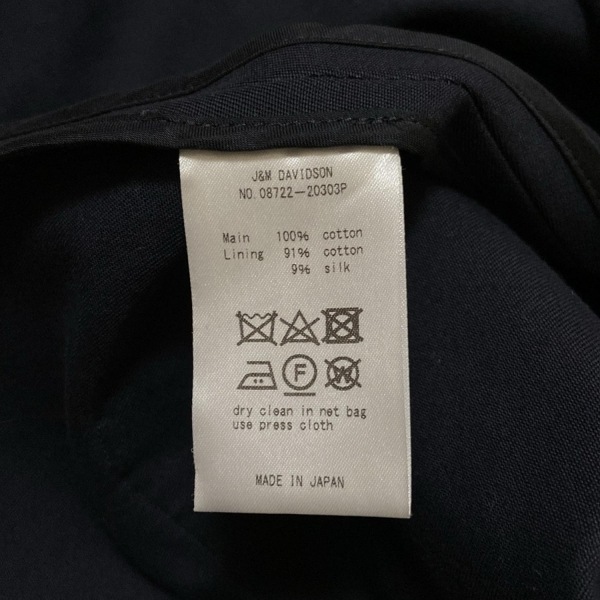 J&M DAVIDSON
NO.08722-20303P
Main 100% cotton
Lining 91% cotton
9% silk
F W
dry clean in net bag
use press cloth
MADE IN JAPAN